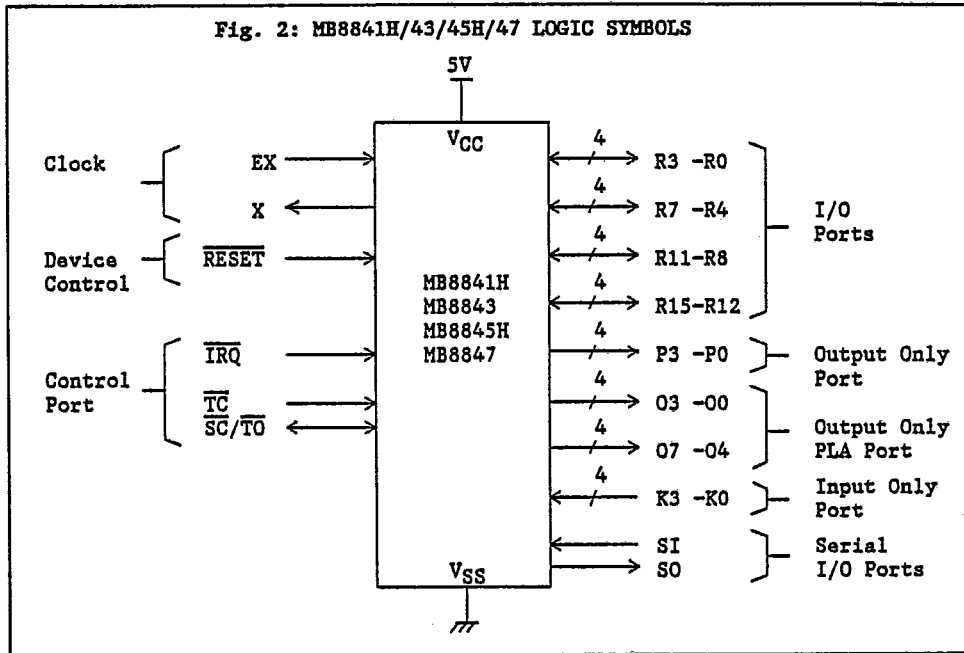 Fig. 2: MB8841H/43/45H/47 LOGIC SYMBOLS
5V
VCC
Clock
EX
X
Device
Control
RESET
Control
Port
IRQ
TC
SC/TO
MB8841H
MB8843
MB8845H
MB8847
4
R3 -R0
4
R7 -R4
4
R11-R8
4
R15-R12
I/O
Ports
4
P3 -P0
Output Only
Port
4
O3 -O0
4
O7 -O4
Output Only
PLA Port
4
K3 -K0
Input Only
Port
SI
SO
Serial
I/O Ports
VSS